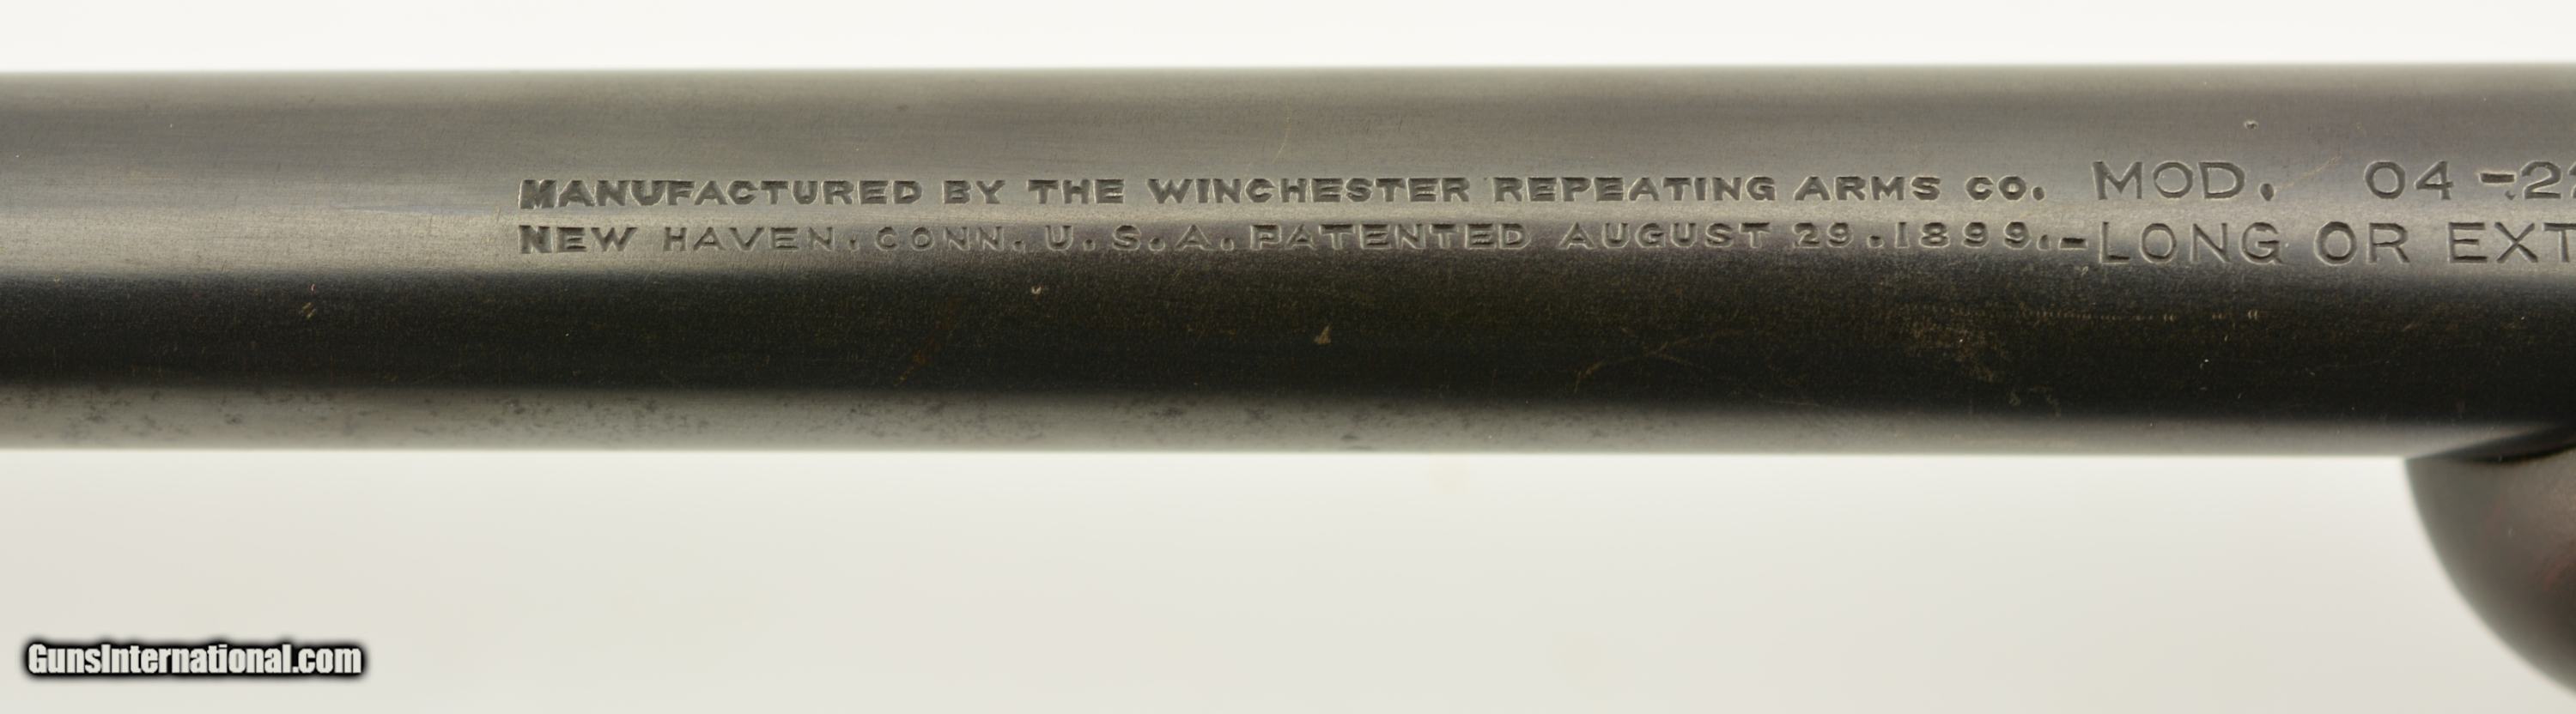 MANUFACTURED BY THE WINCHESTER REPEATING ARMS CO. MOD. 04-22
NEW HAVEN. CONN. U.S.A. PATENTED AUGUST 29.1899.-LONG OR EXT
GunsInternational.com